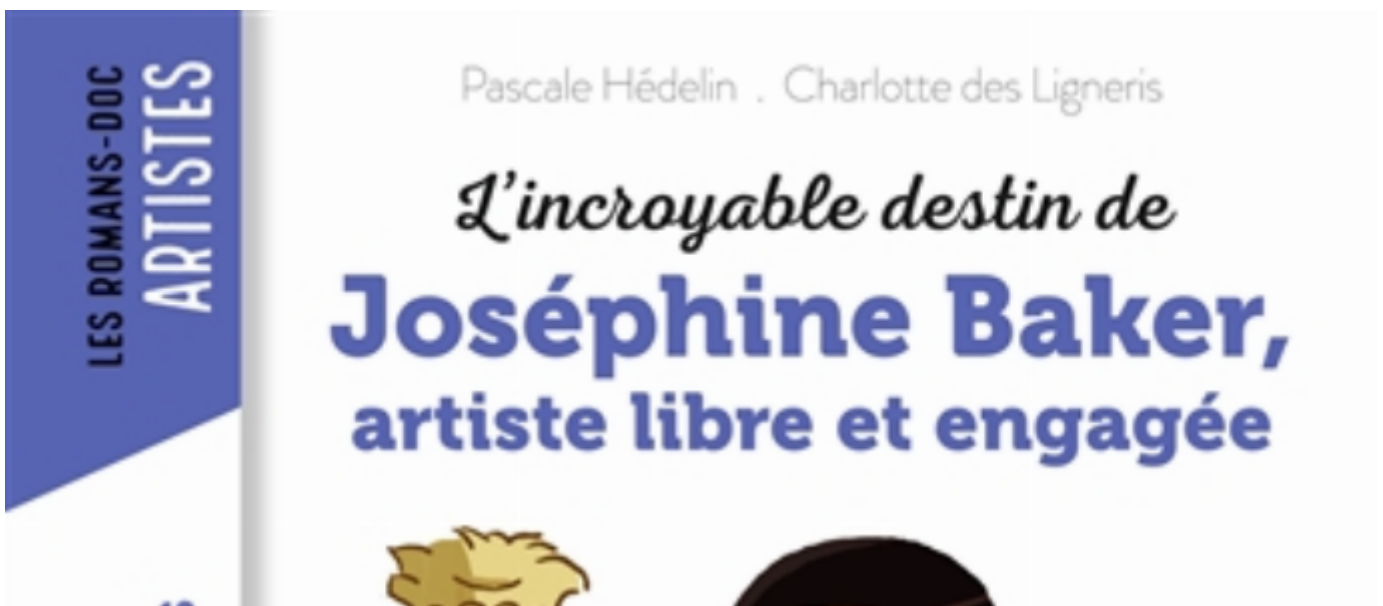 LES ROMANS-DOC
ARTISTES
Pascale Hédelin . Charlotte des Ligneris
L'incroyable destin de
Joséphine Baker,
artiste libre et engagée